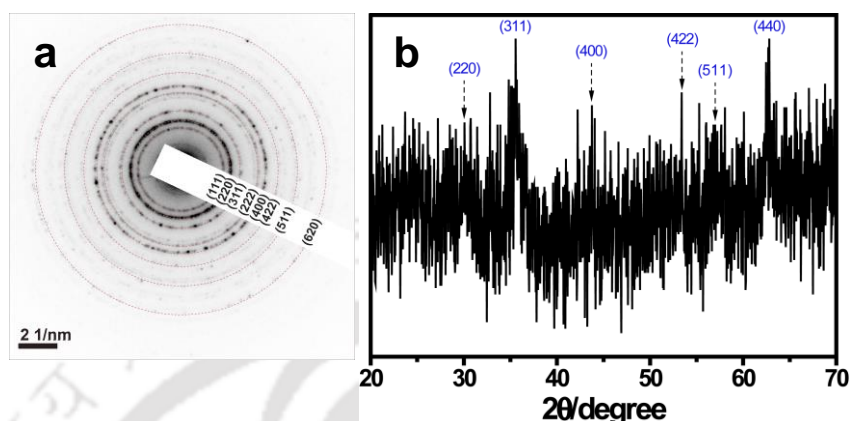 a
(111)
(220)
(311)
(222)
(400)
(422)
(511)
(620)
2 1/nm
b
(220)
(311)
(400)
(422)
(511)
(440)
20 30 40 50 60 70
2θ/degree